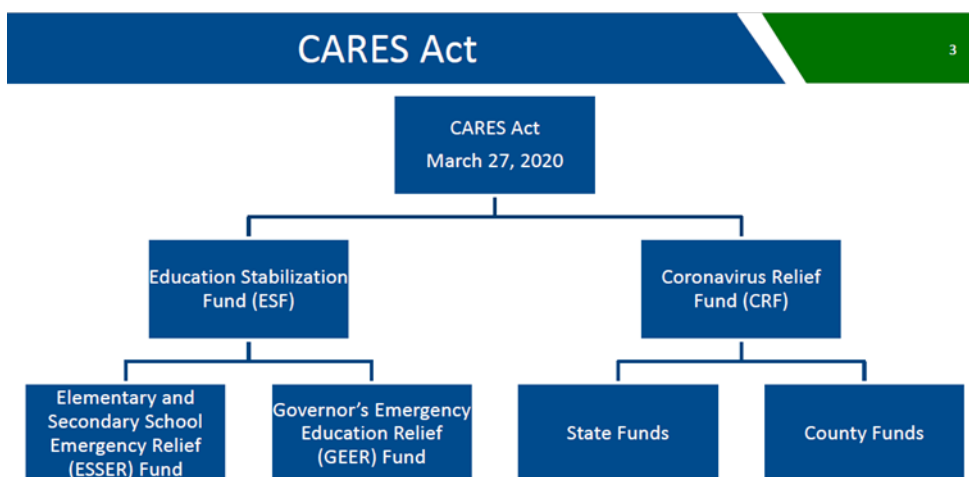 CARES Act
3
CARES Act
March 27, 2020
Education Stabilization
Fund (ESF)
Coronavirus Relief
Fund (CRF)
Elementary and
Secondary School
Emergency Relief
(ESSER) Fund
Governor’s Emergency
Education Relief
(GEER) Fund
State Funds
County Funds